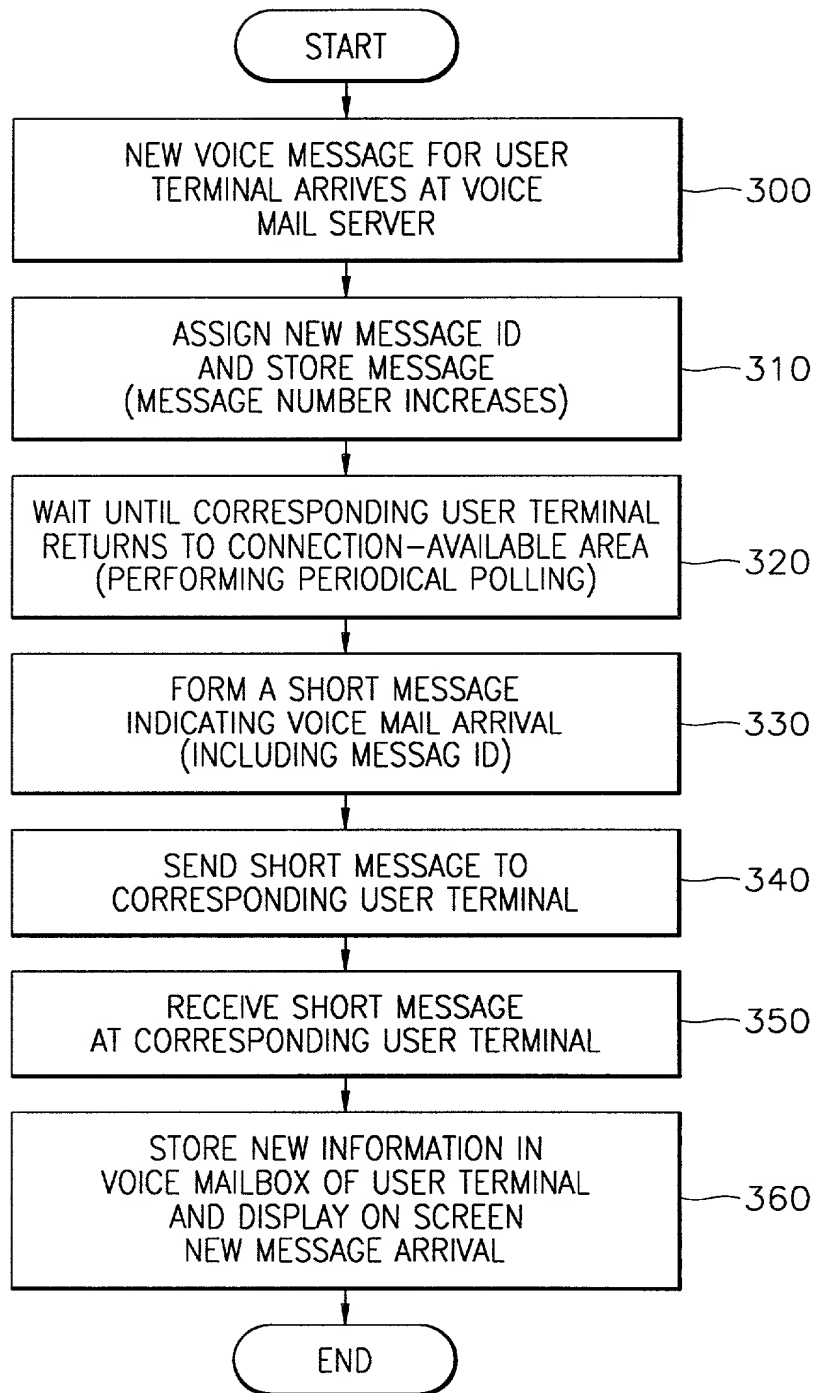 START
NEW VOICE MESSAGE FOR USER
TERMINAL ARRIVES AT VOICE
MAIL SERVER
300
ASSIGN NEW MESSAGE ID
AND STORE MESSAGE
(MESSAGE NUMBER INCREASES)
310
WAIT UNTIL CORRESPONDING USER TERMINAL
RETURNS TO CONNECTION-AVAILABLE AREA
(PERFORMING PERIODICAL POLLING)
320
FORM A SHORT MESSAGE
INDICATING VOICE MAIL ARRIVAL
(INCLUDING MESSAG ID)
330
SEND SHORT MESSAGE TO
CORRESPONDING USER TERMINAL
340
RECEIVE SHORT MESSAGE
AT CORRESPONDING USER TERMINAL
350
STORE NEW INFORMATION IN
VOICE MAILBOX OF USER TERMINAL
AND DISPLAY ON SCREEN
NEW MESSAGE ARRIVAL
360
END